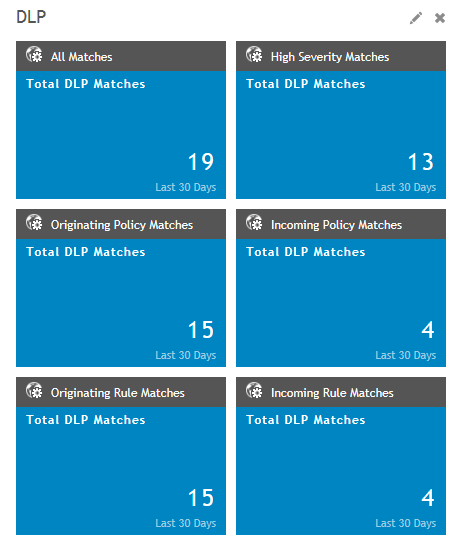 DLP
All Matches
Total DLP Matches
19
Last 30 Days
High Severity Matches
Total DLP Matches
13
Last 30 Days
Originating Policy Matches
Total DLP Matches
15
Last 30 Days
Incoming Policy Matches
Total DLP Matches
4
Last 30 Days
Originating Rule Matches
Total DLP Matches
15
Last 30 Days
Incoming Rule Matches
Total DLP Matches
4
Last 30 Days